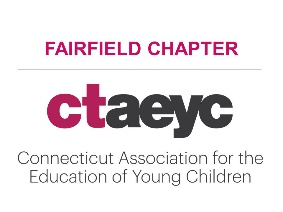 FAIRFIELD CHAPTER
ctaeyc
Connecticut Association for the
Education of Young Children